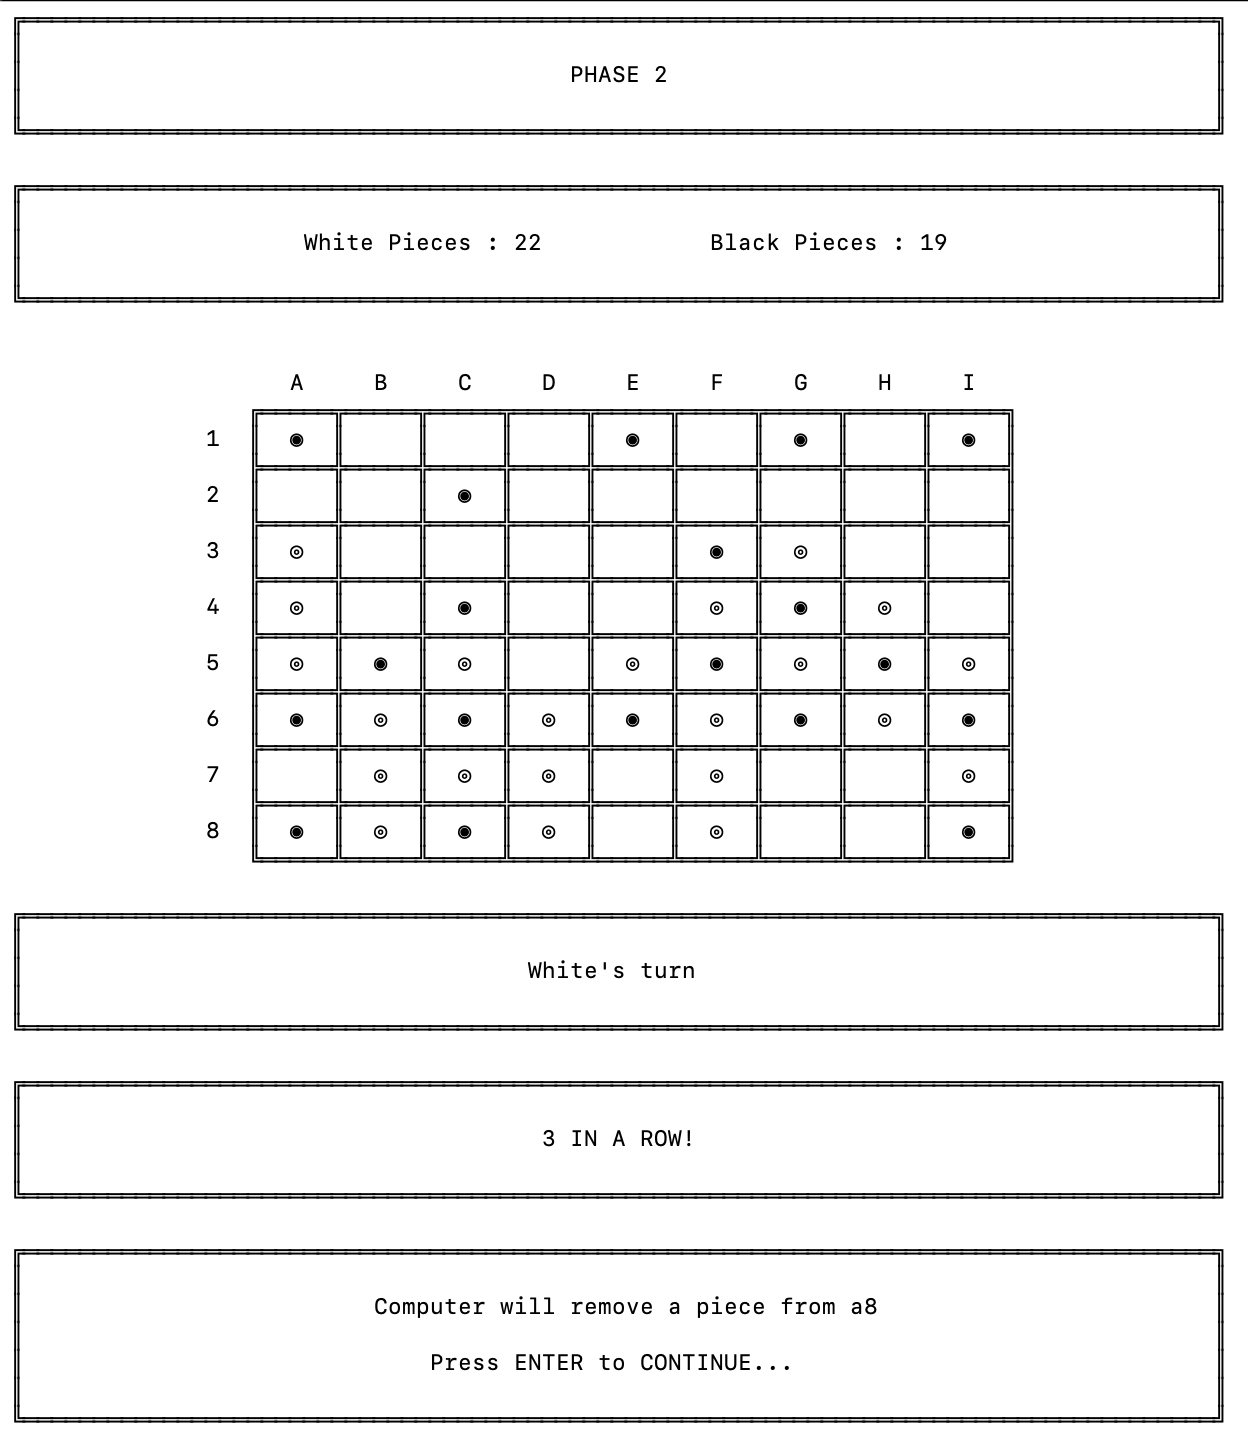 PHASE 2
White Pieces : 22 Black Pieces : 19
A B C D E F G H I
1 ◉ ◉ ◉ ◉
2 ◉
3 ◎ ◉ ◎
4 ◎ ◉ ◎ ◉ ◎
5 ◎ ◉ ◎ ◎ ◉ ◎ ◉ ◎
6 ◉ ◎ ◉ ◎ ◉ ◎ ◉ ◎ ◉
7 ◎ ◎ ◎ ◎ ◎
8 ◉ ◎ ◉ ◎ ◎ ◉
White's turn
3 IN A ROW!
Computer will remove a piece from a8
Press ENTER to CONTINUE...